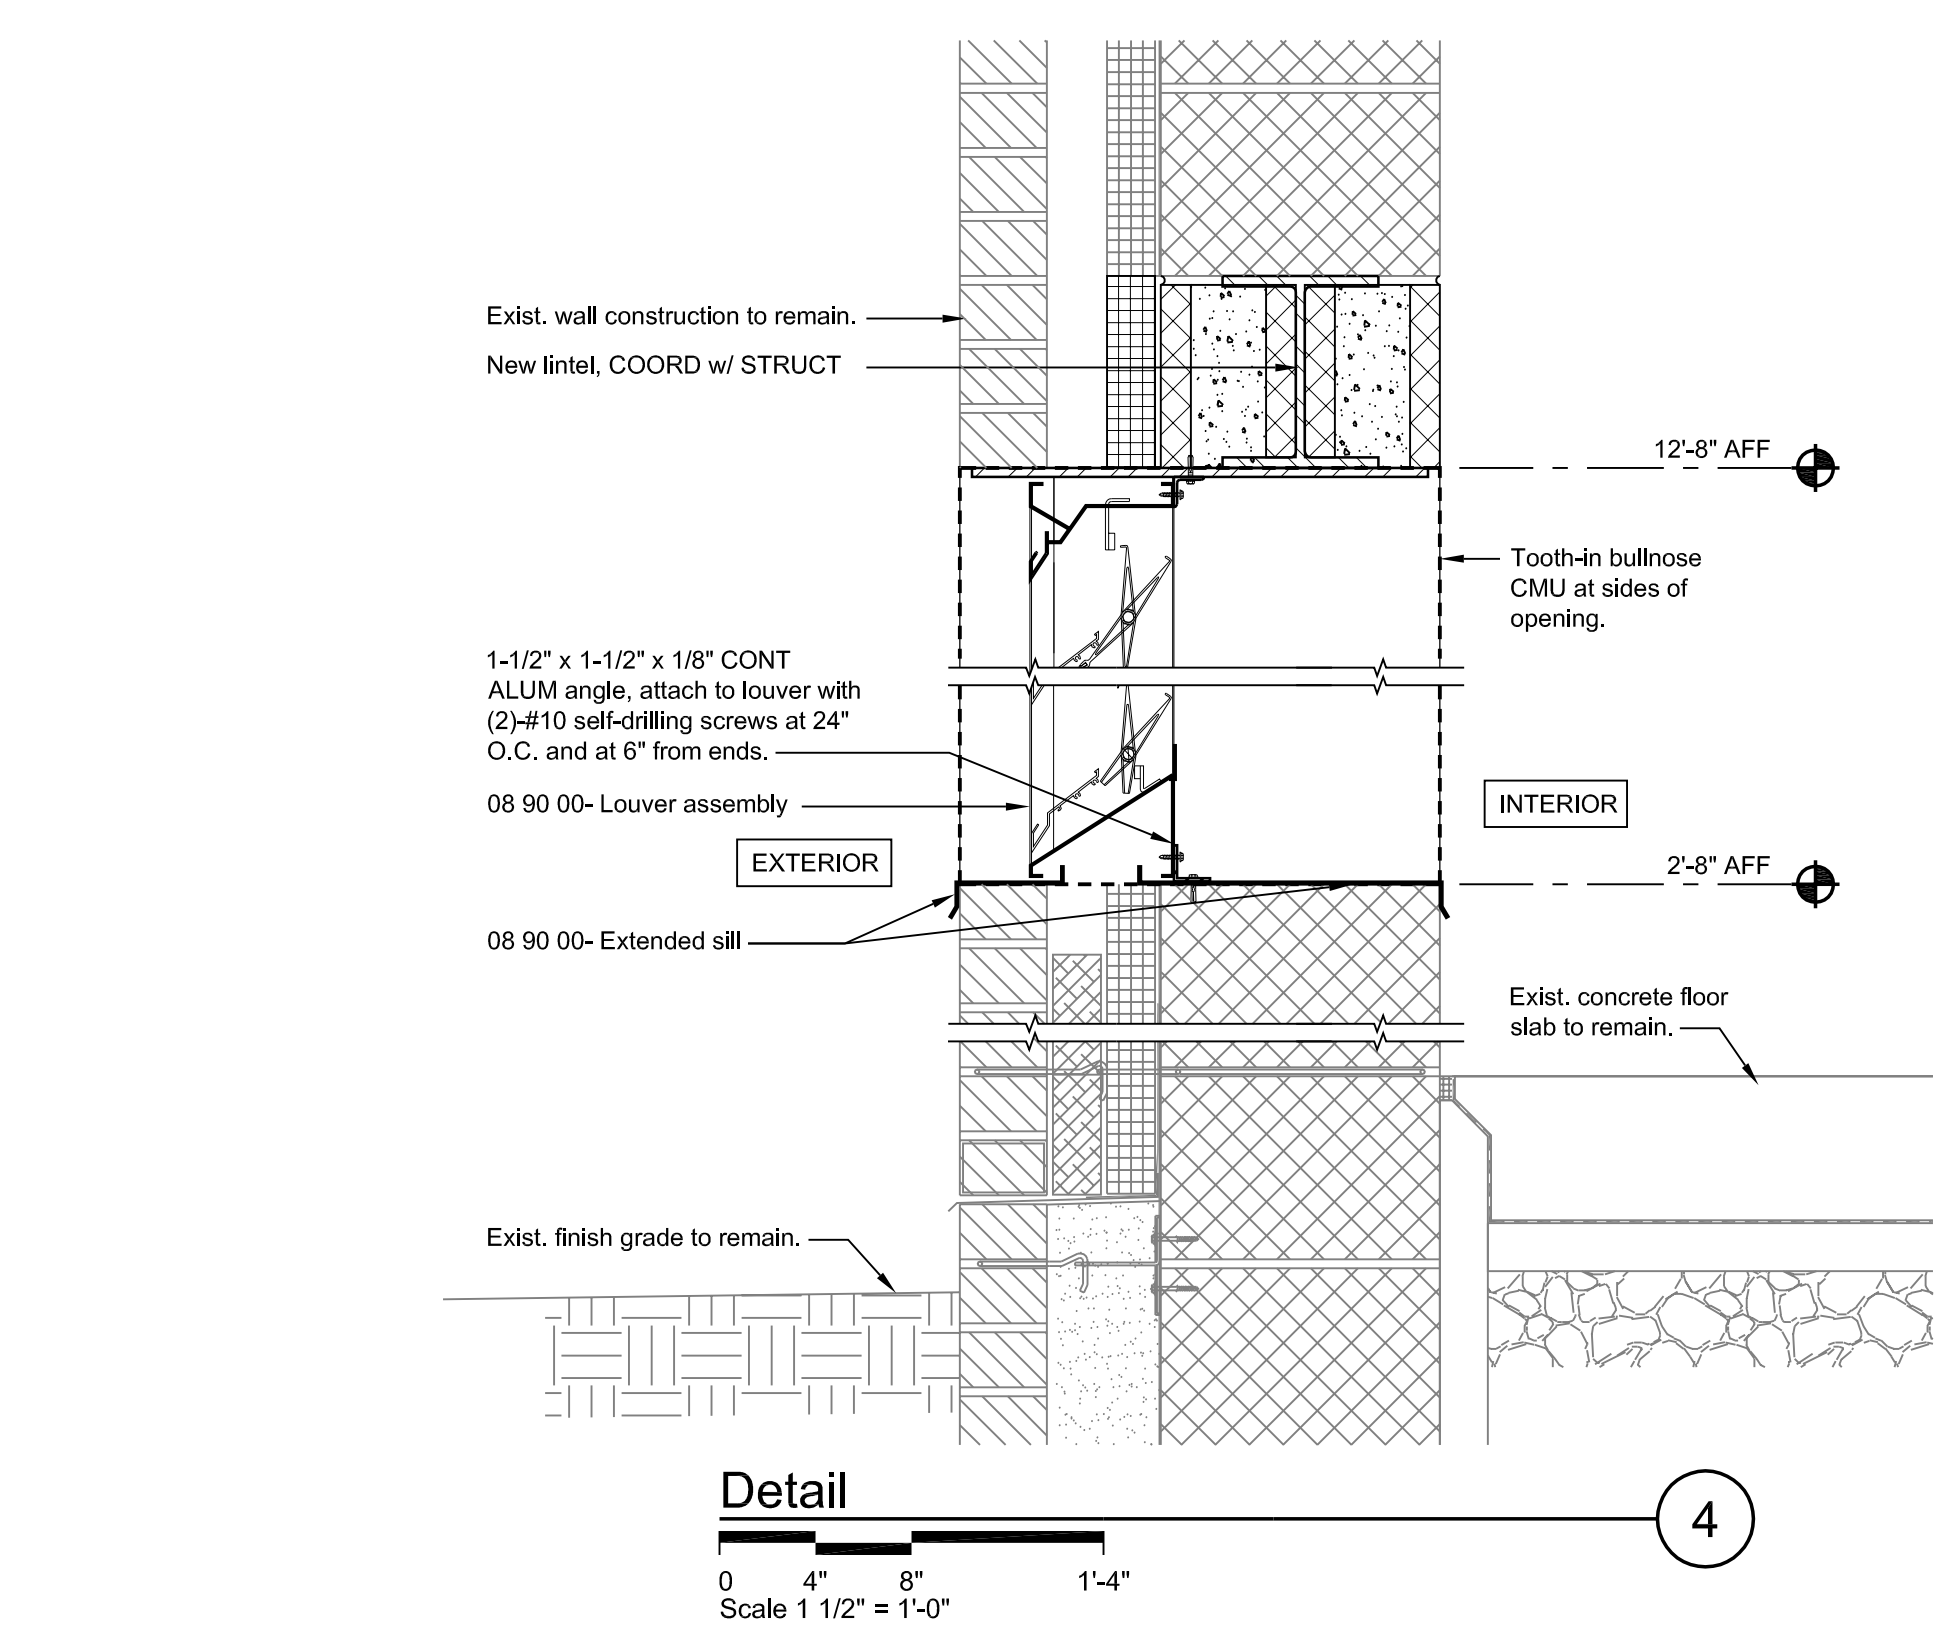 Exist. wall construction to remain.
New lintel, COORD w/ STRUCT
12'-8" AFF
Tooth-in bullnose
CMU at sides of
opening.
1-1/2" x 1-1/2" x 1/8" CONT
ALUM angle, attach to louver with
(2)-#10 self-drilling screws at 24"
O.C. and at 6" from ends.
08 90 00- Louver assembly
INTERIOR
EXTERIOR
2'-8" AFF
08 90 00- Extended sill
Exist. concrete floor
slab to remain.
Exist. finish grade to remain.
Detail
4
0 4" 8" 1'-4"
Scale 1 1/2" = 1'-0"